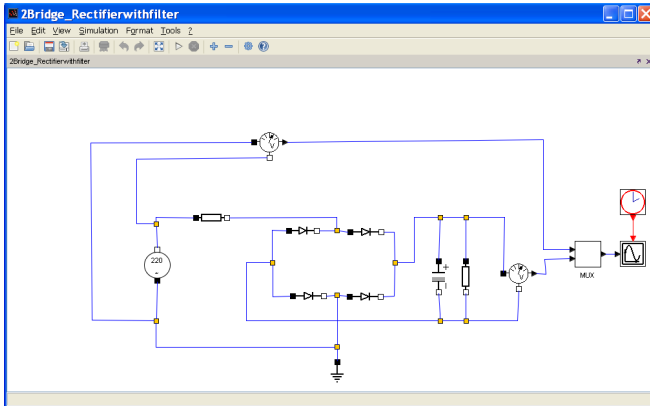 2Bridge_Rectifierwithfilter
File Edit View Simulation Format Tools ?
2Bridge_Rectifierwithfilter
V
220
~
+
V
MUX